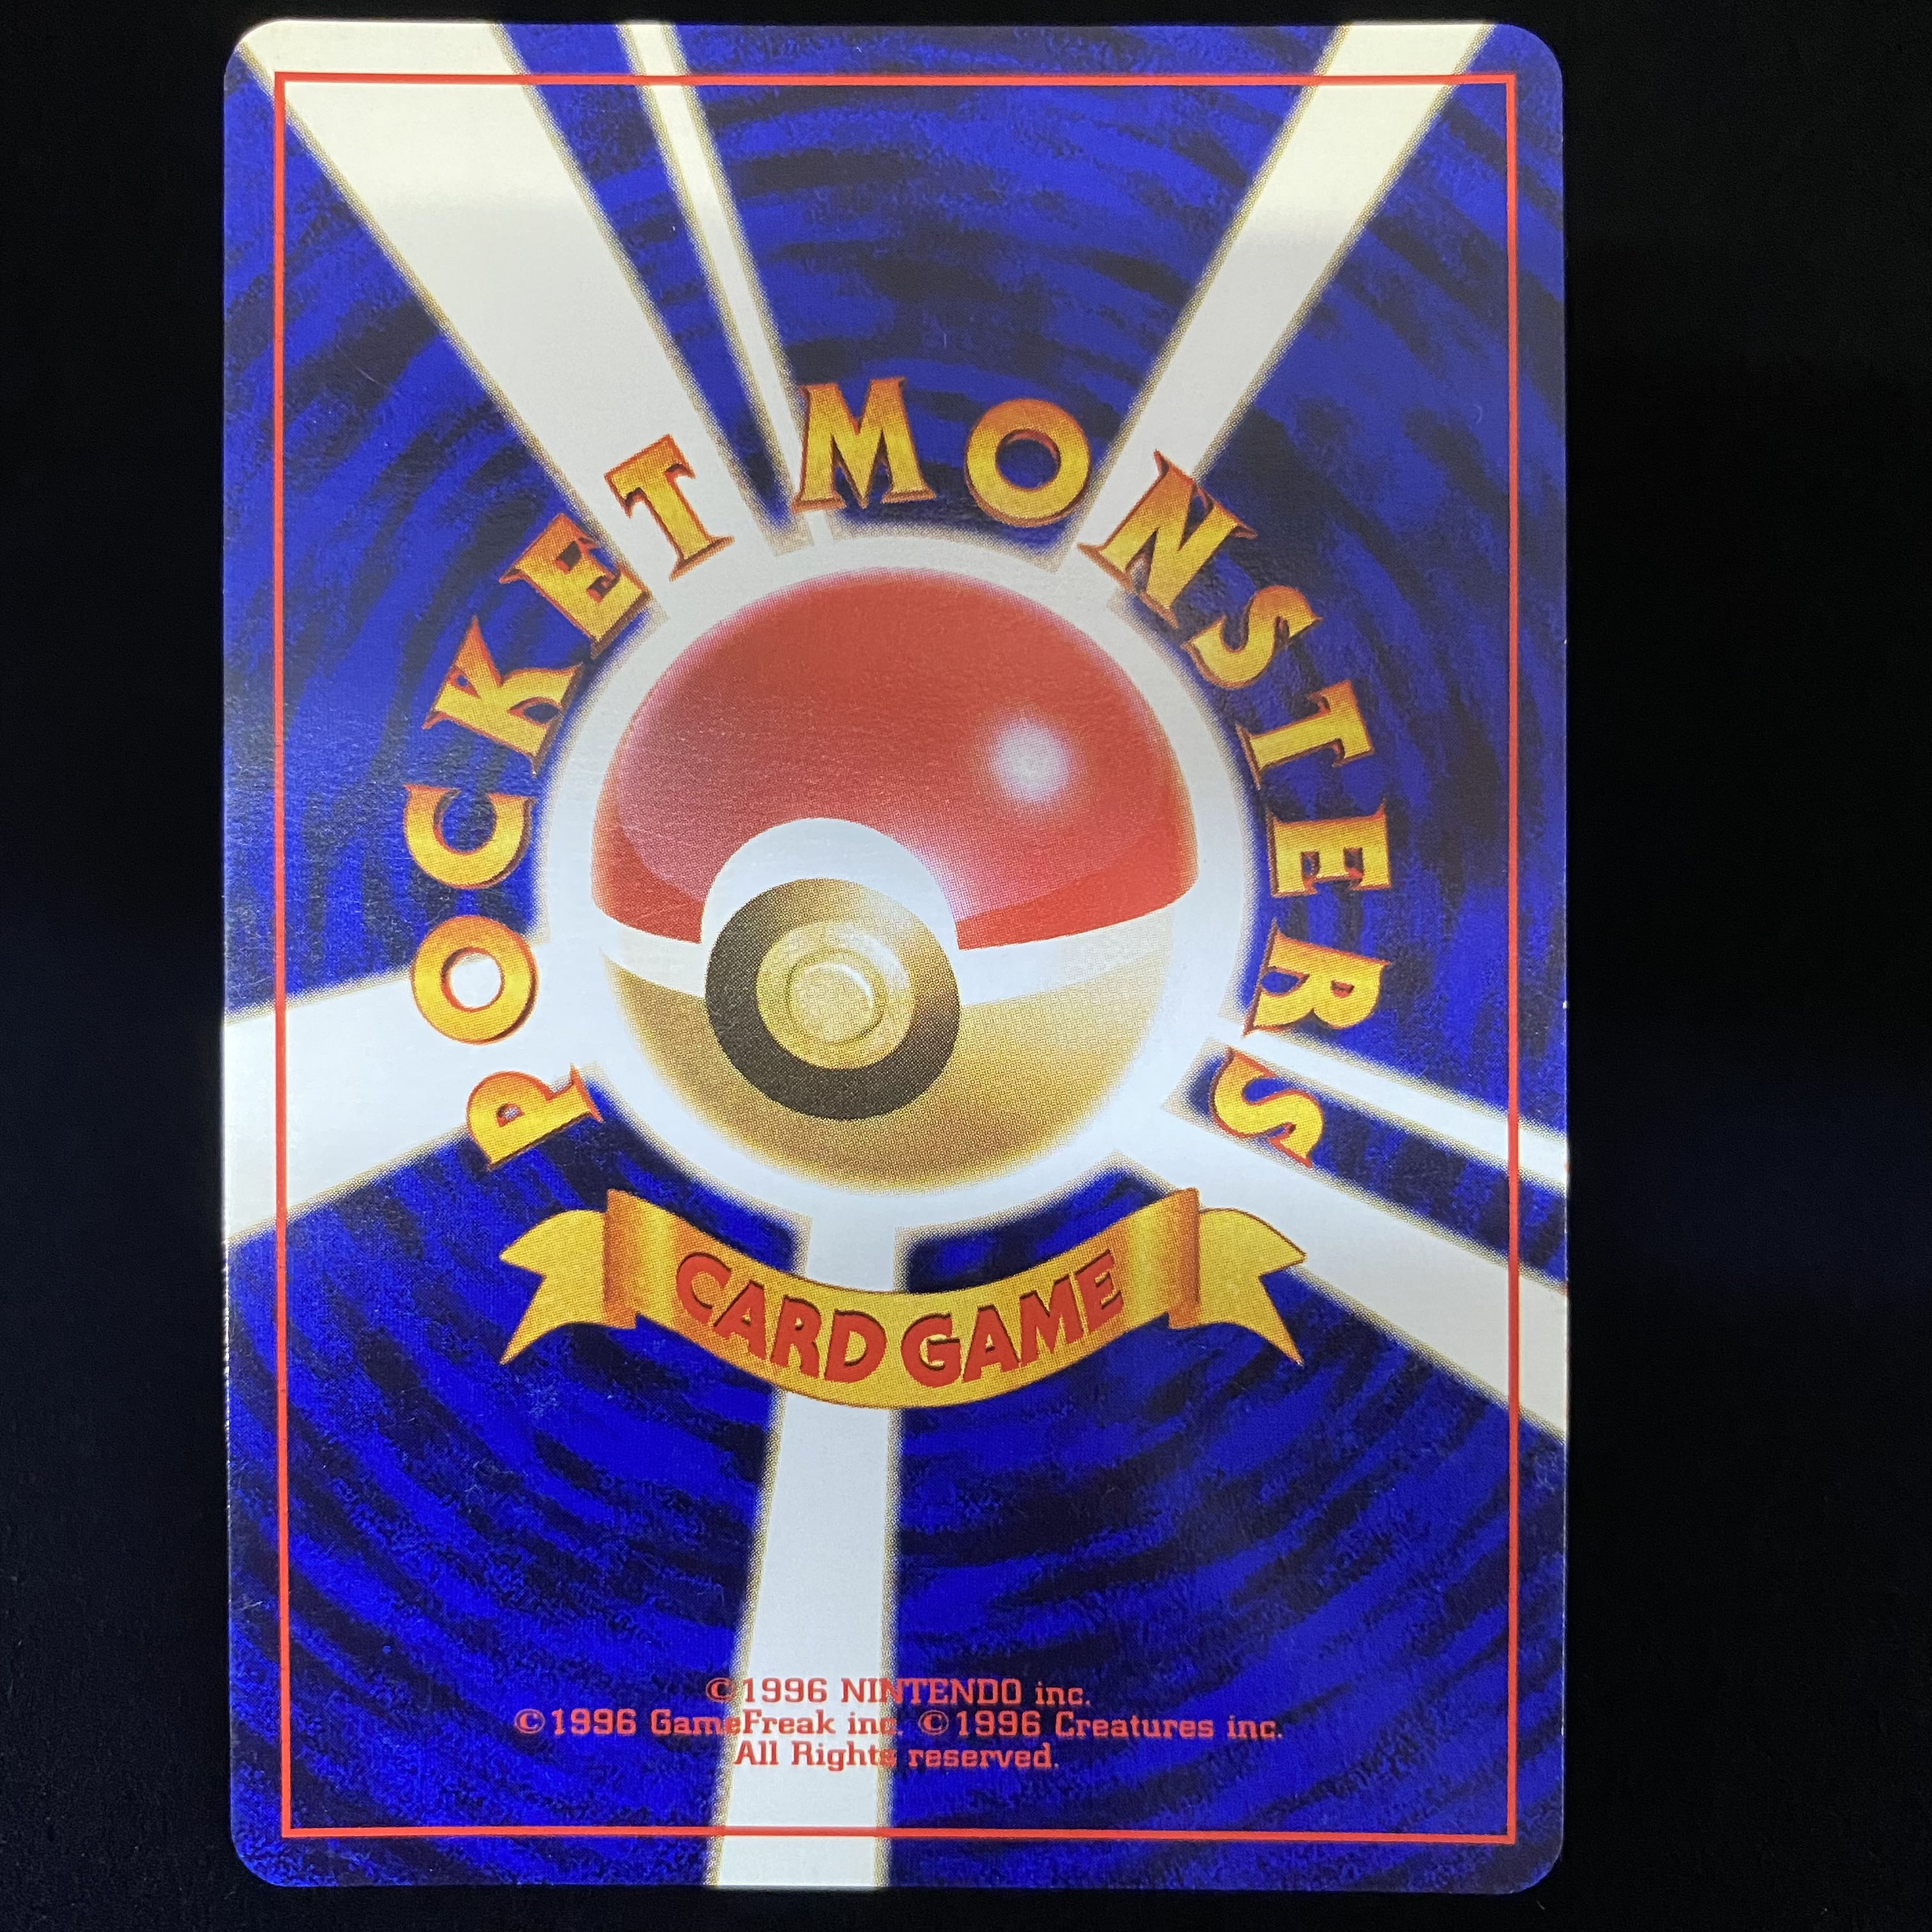 POCKET MONSTERS
CARD GAME
©1996 NINTENDO inc.
©1996 GameFreak inc. ©1996 Creatures inc.
All Rights reserved.